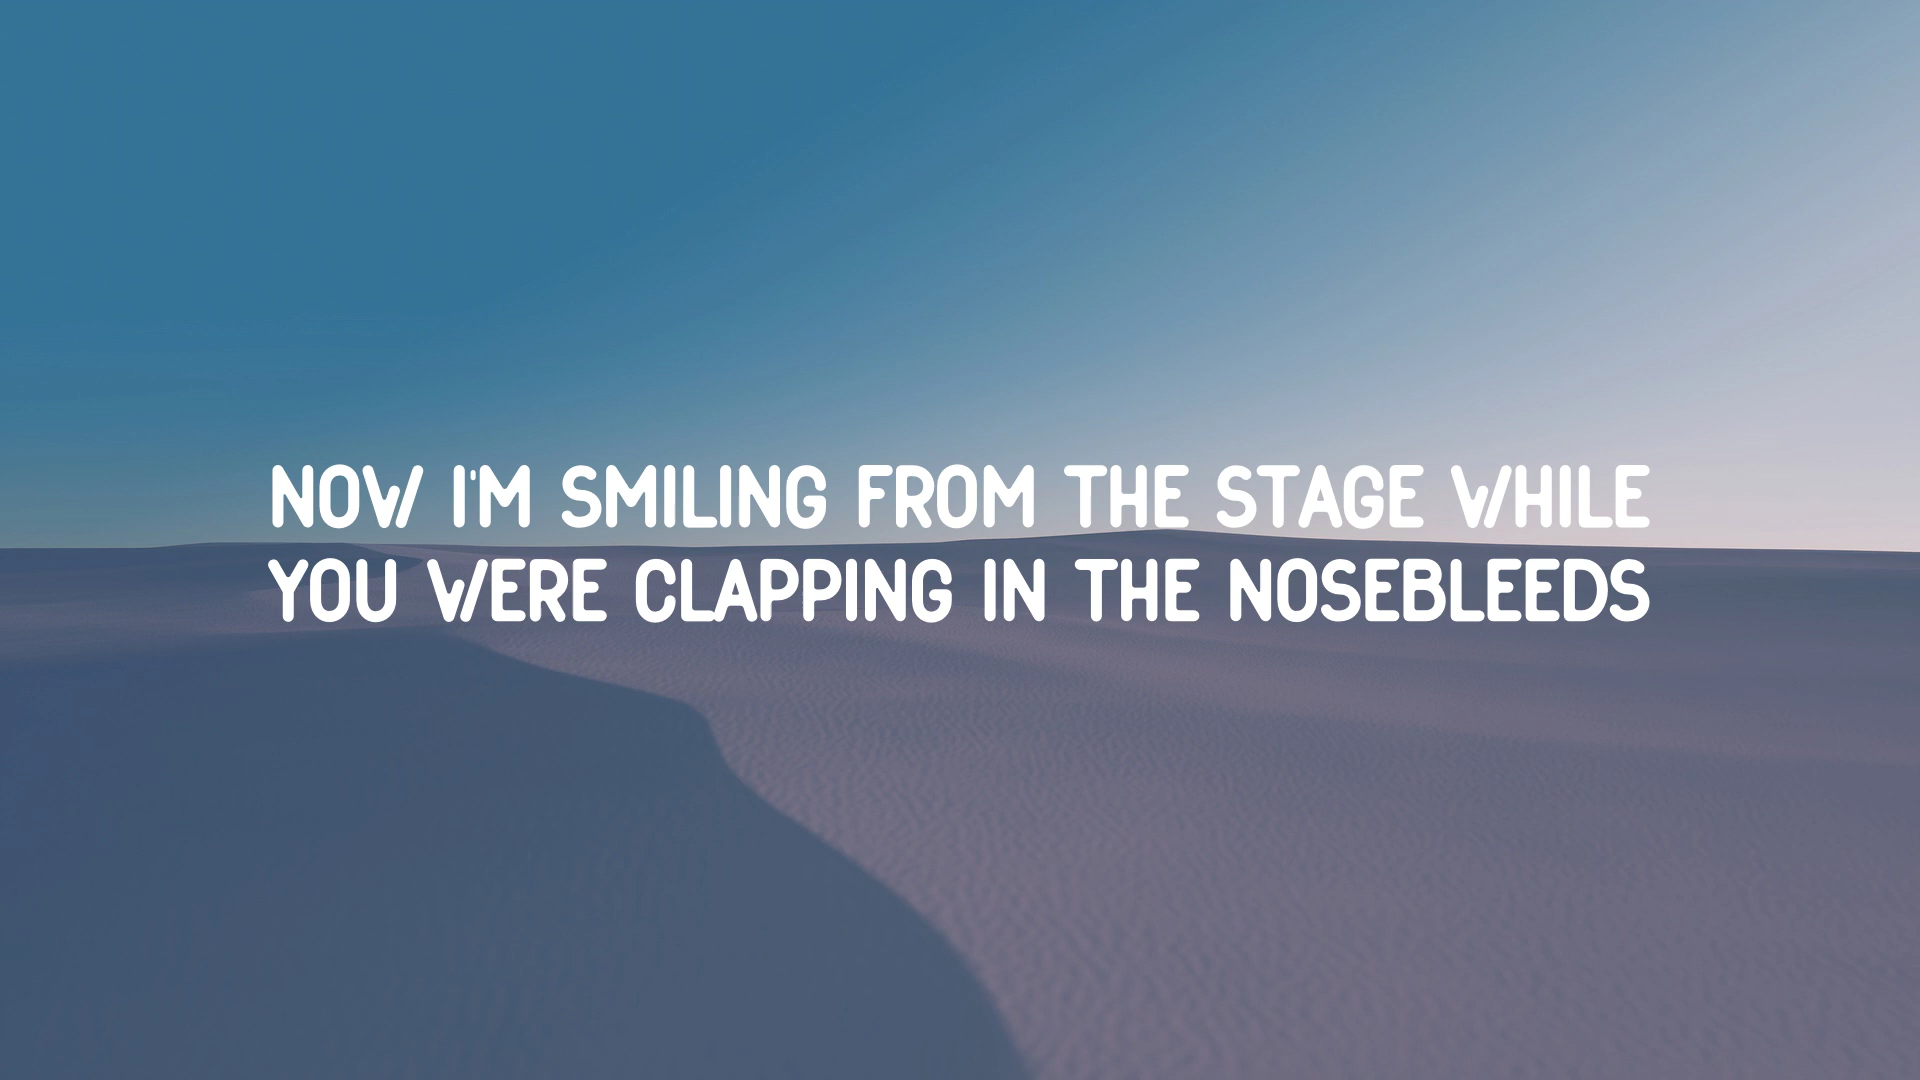 NOW I'M SMILING FROM THE STAGE WHILE
YOU WERE CLAPPING IN THE NOSEBLEEDS